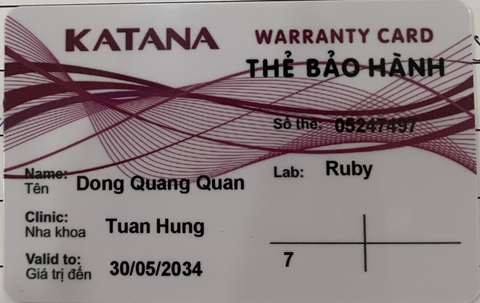 KATANA
WARRANTY CARD
THẺ BẢO HÀNH
Số thẻ: 05247497
Name:
Tên Dong Quang Quan
Lab: Ruby
Clinic:
Nha khoa Tuan Hung
Valid to:
Giá trị đến 30/05/2034
7